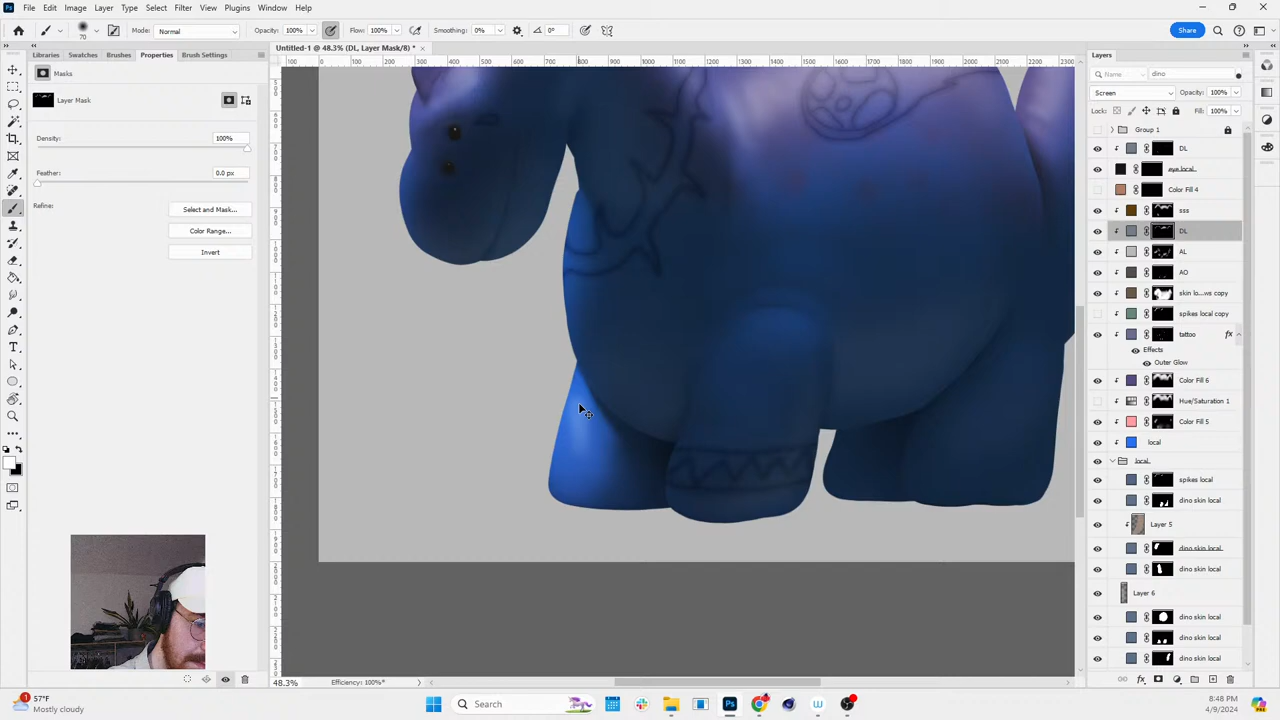 File Edit Image Layer Type Select Filter View Plugins Window Help
Mode: Normal Opacity: 100% Flow: 100% Smoothing: 0% 0° Share
70
Libraries Swatches Brushes Properties Brush Settings
Untitled-1 @ 48.3% (DL, Layer Mask/8) * ×
Masks
Layer Mask
Density: 100%
Feather: 0.0 px
Refine: Select and Mask...
Color Range...
Invert
Layers
Name dino
Screen Opacity: 100%
Lock: Fill: 100%
Group 1
DL
eye local
Color Fill 4
sss
DL
AL
AO
skin lo...ws copy
spikes local copy
tattoo fx
Effects
Outer Glow
Color Fill 6
Hue/Saturation 1
Color Fill 5
local
local
spikes local
dino skin local
Layer 5
dino skin local
dino skin local
Layer 6
dino skin local
dino skin local
dino skin local
48.3% Efficiency: 100%*
57°F
Mostly cloudy
Search
8:48 PM
4/9/2024